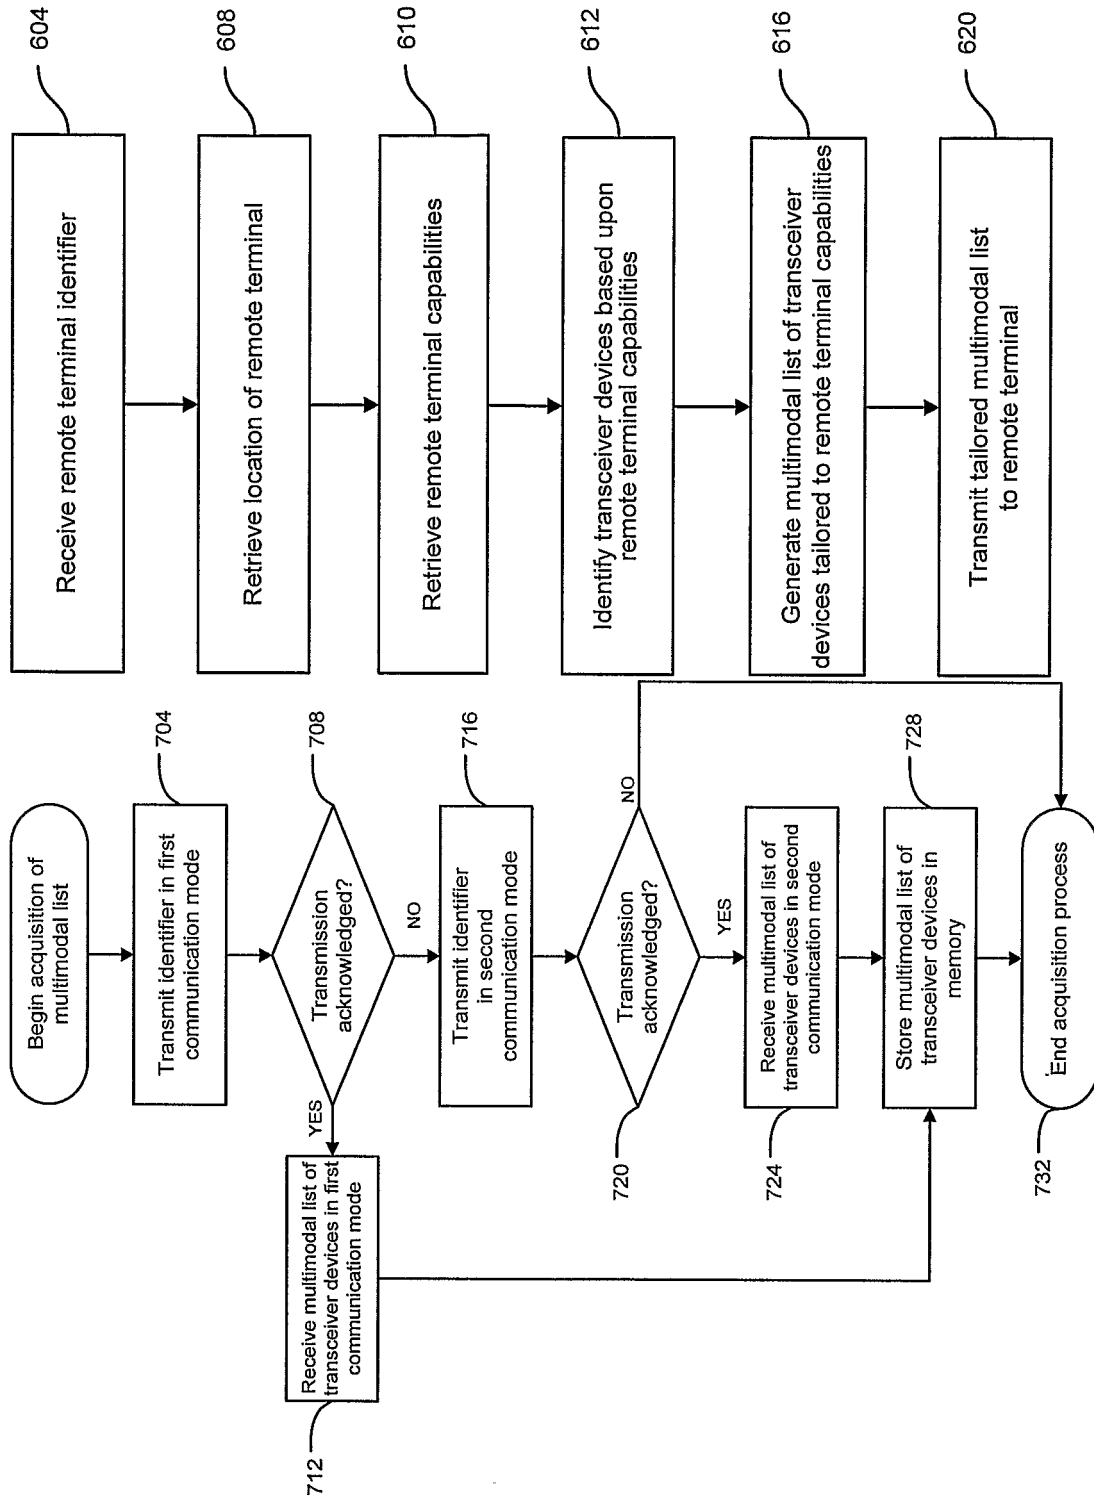 Receive remote terminal identifier
604
Retrieve location of remote terminal
608
Retrieve remote terminal capabilities
610
Identify transceiver devices based upon
remote terminal capabilities
612
Generate multimodal list of transceiver
devices tailored to remote terminal capabilities
616
Transmit tailored multimodal list
to remote terminal
620
Begin acquisition of
multimodal list
Transmit identifier in first
communication mode
704
Transmission
acknowledged?
708
YES
NO
Receive multimodal list of
transceiver devices in first
communication mode
712
Transmit identifier
in second
communication mode
716
Transmission
acknowledged?
720
NO
YES
Receive multimodal list of
transceiver devices in second
communication mode
724
Store multimodal list of
transceiver devices in
memory
728
End acquisition process
732